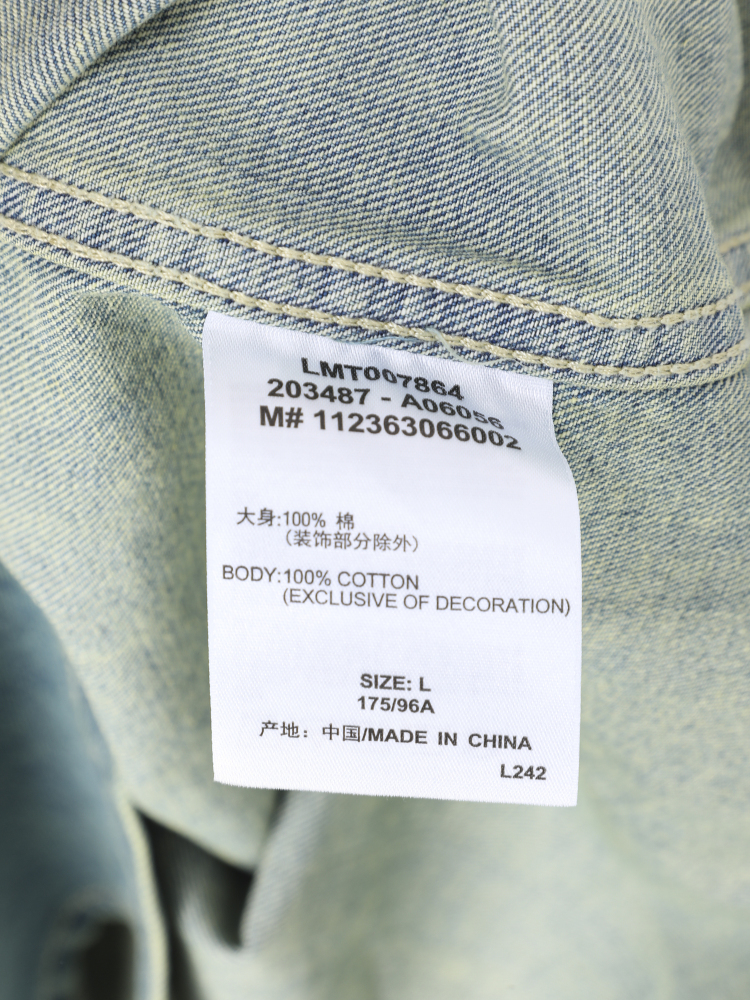 LMT007864
203487 - A06056
M# 112363066002
大身:100% 棉
（装饰部分除外）
BODY:100% COTTON
(EXCLUSIVE OF DECORATION)
SIZE: L
175/96A
产地：中国/MADE IN CHINA
L242